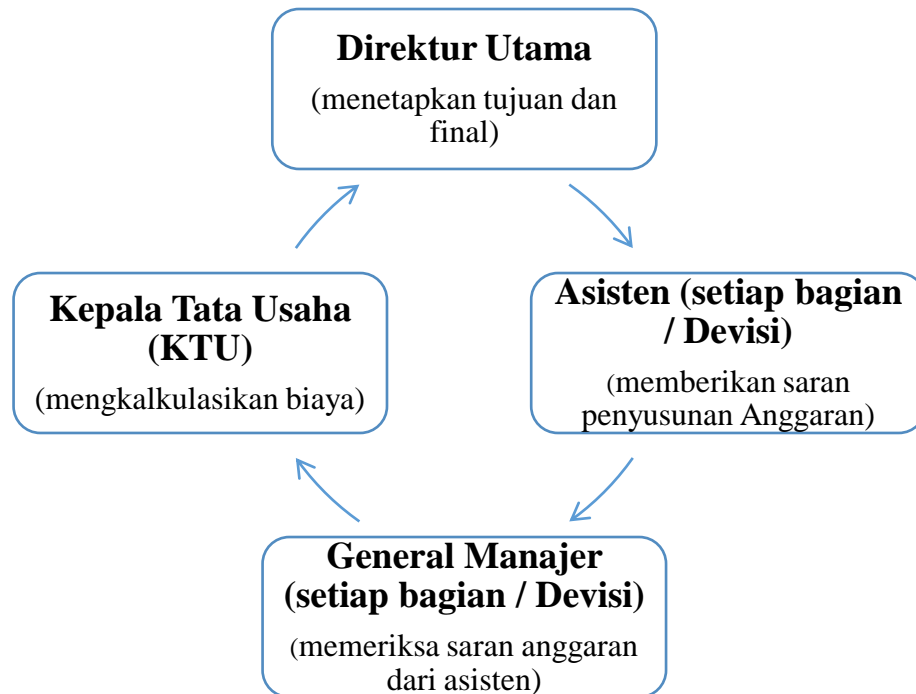 Direktur Utama
(menetapkan tujuan dan
final)
Asisten (setiap bagian
/ Devisi)
(memberikan saran
penyusunan Anggaran)
General Manajer
(setiap bagian / Devisi)
(memeriksa saran anggaran
dari asisten)
Kepala Tata Usaha
(KTU)
(mengkalkulasikan biaya)